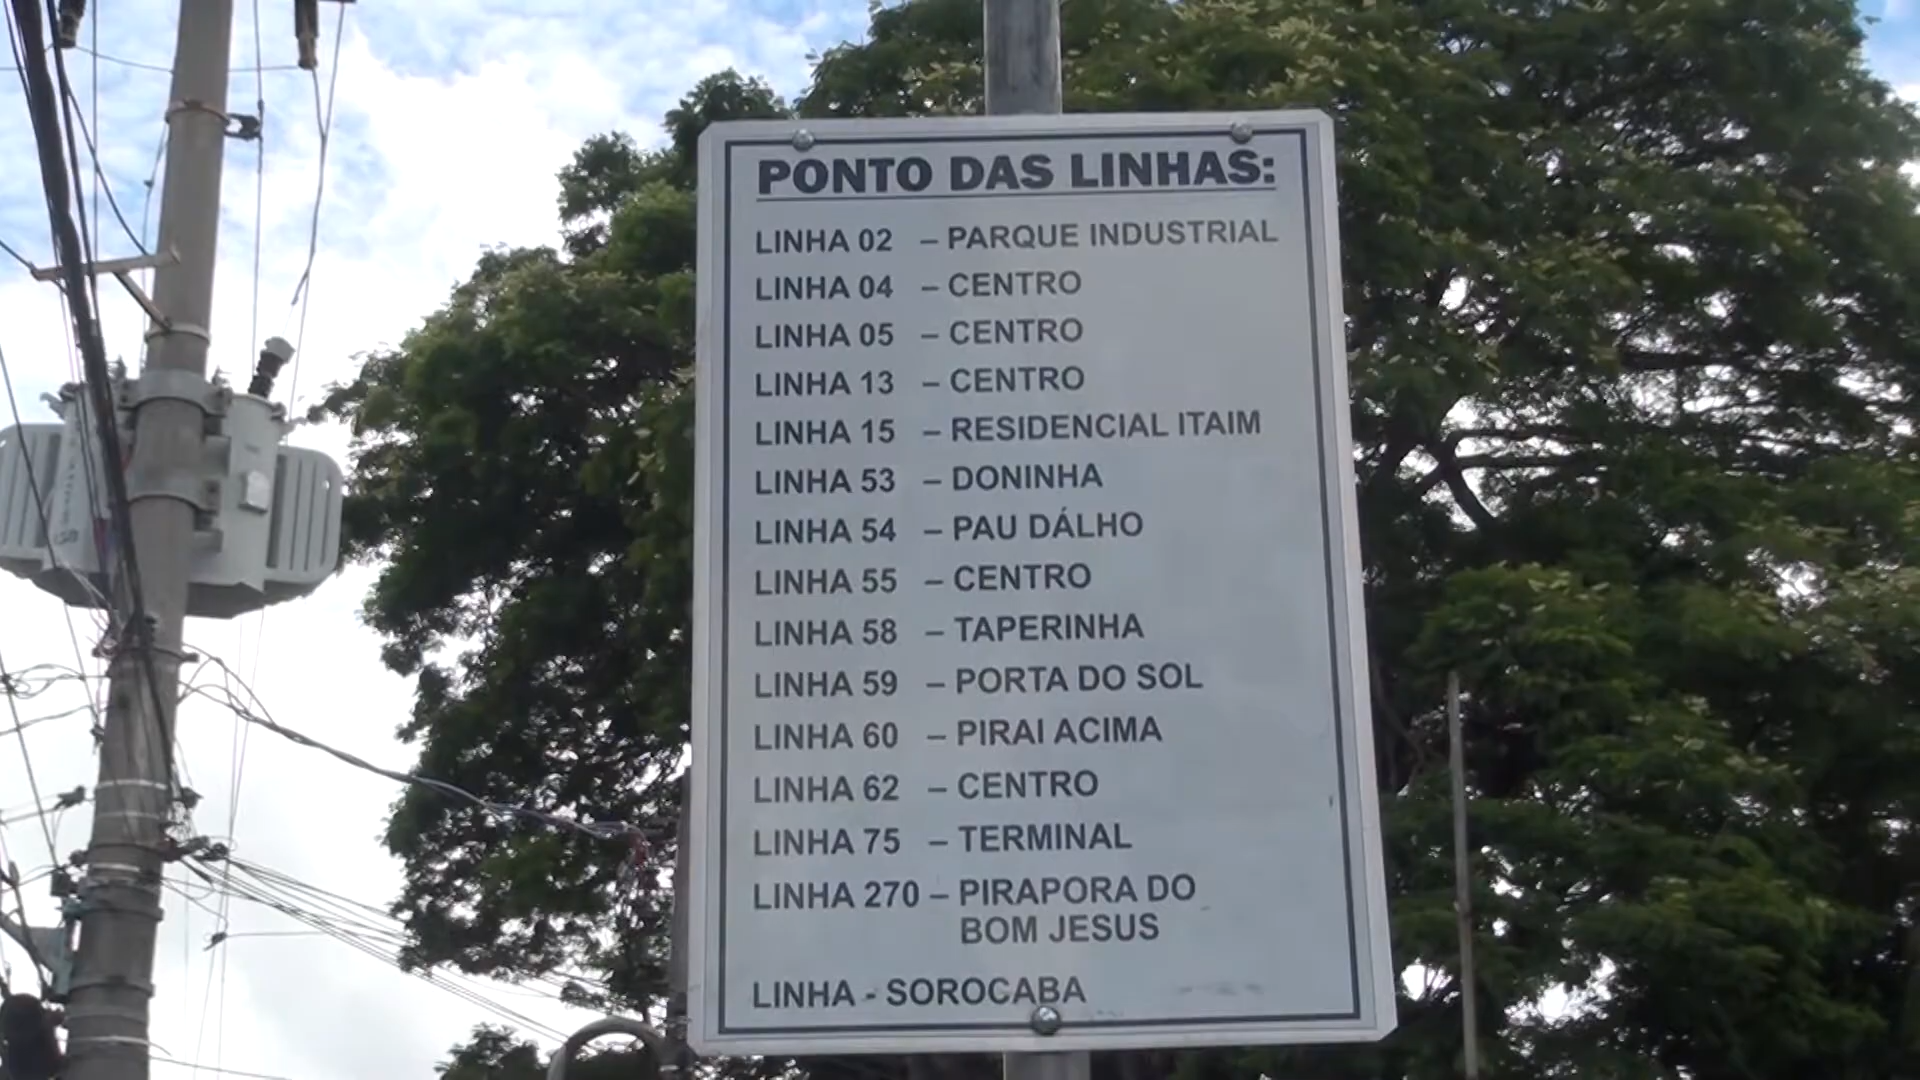 PONTO DAS LINHAS:
LINHA 02 – PARQUE INDUSTRIAL
LINHA 04 – CENTRO
LINHA 05 – CENTRO
LINHA 13 – CENTRO
LINHA 15 – RESIDENCIAL ITAIM
LINHA 53 – DONINHA
LINHA 54 – PAU DÁLHO
LINHA 55 – CENTRO
LINHA 58 – TAPERINHA
LINHA 59 – PORTA DO SOL
LINHA 60 – PIRAI ACIMA
LINHA 62 – CENTRO
LINHA 75 – TERMINAL
LINHA 270 – PIRAPORA DO
BOM JESUS
LINHA - SOROCABA